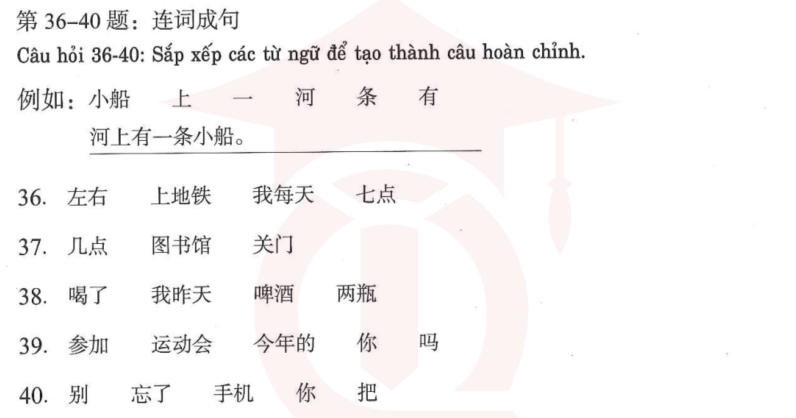 第 36–40 题：连词成句
Câu hỏi 36-40: Sắp xếp các từ ngữ để tạo thành câu hoàn chỉnh.
例如：小船 上 一 河 条 有
河上有一条小船。
36. 左右 上地铁 我每天 七点
37. 几点 图书馆 关门
38. 喝了 我昨天 啤酒 两瓶
39. 参加 运动会 今年的 你 吗
40. 别 忘了 手机 你 把